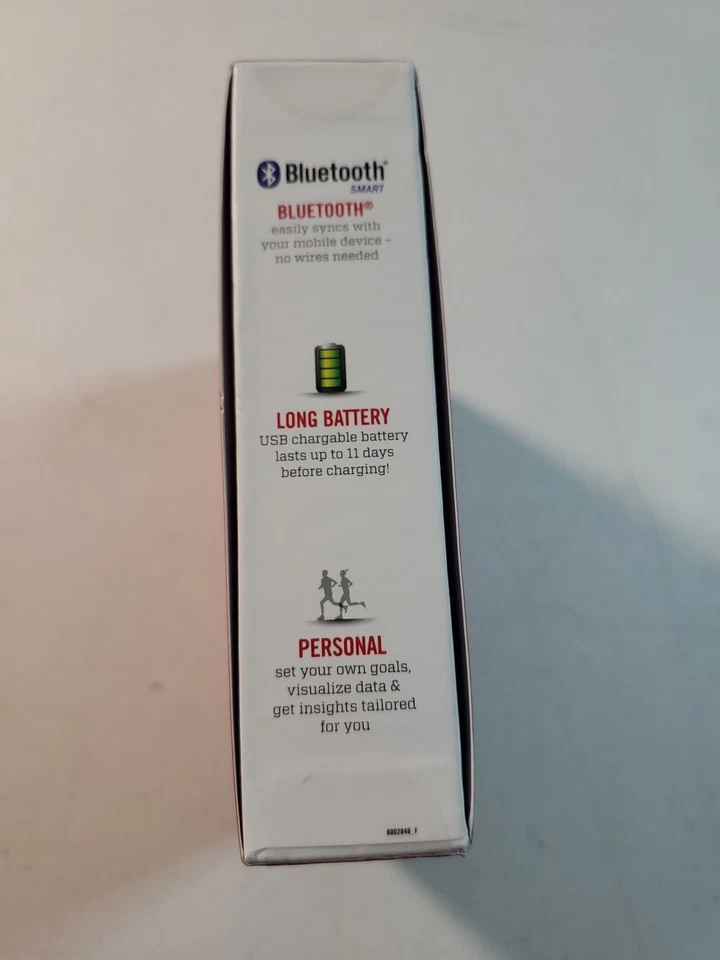 Bluetooth®
SMART
BLUETOOTH®
easily syncs with
your mobile device –
no wires needed
LONG BATTERY
USB chargable battery
lasts up to 11 days
before charging!
PERSONAL
set your own goals,
visualize data &
get insights tailored
for you
6002848 F